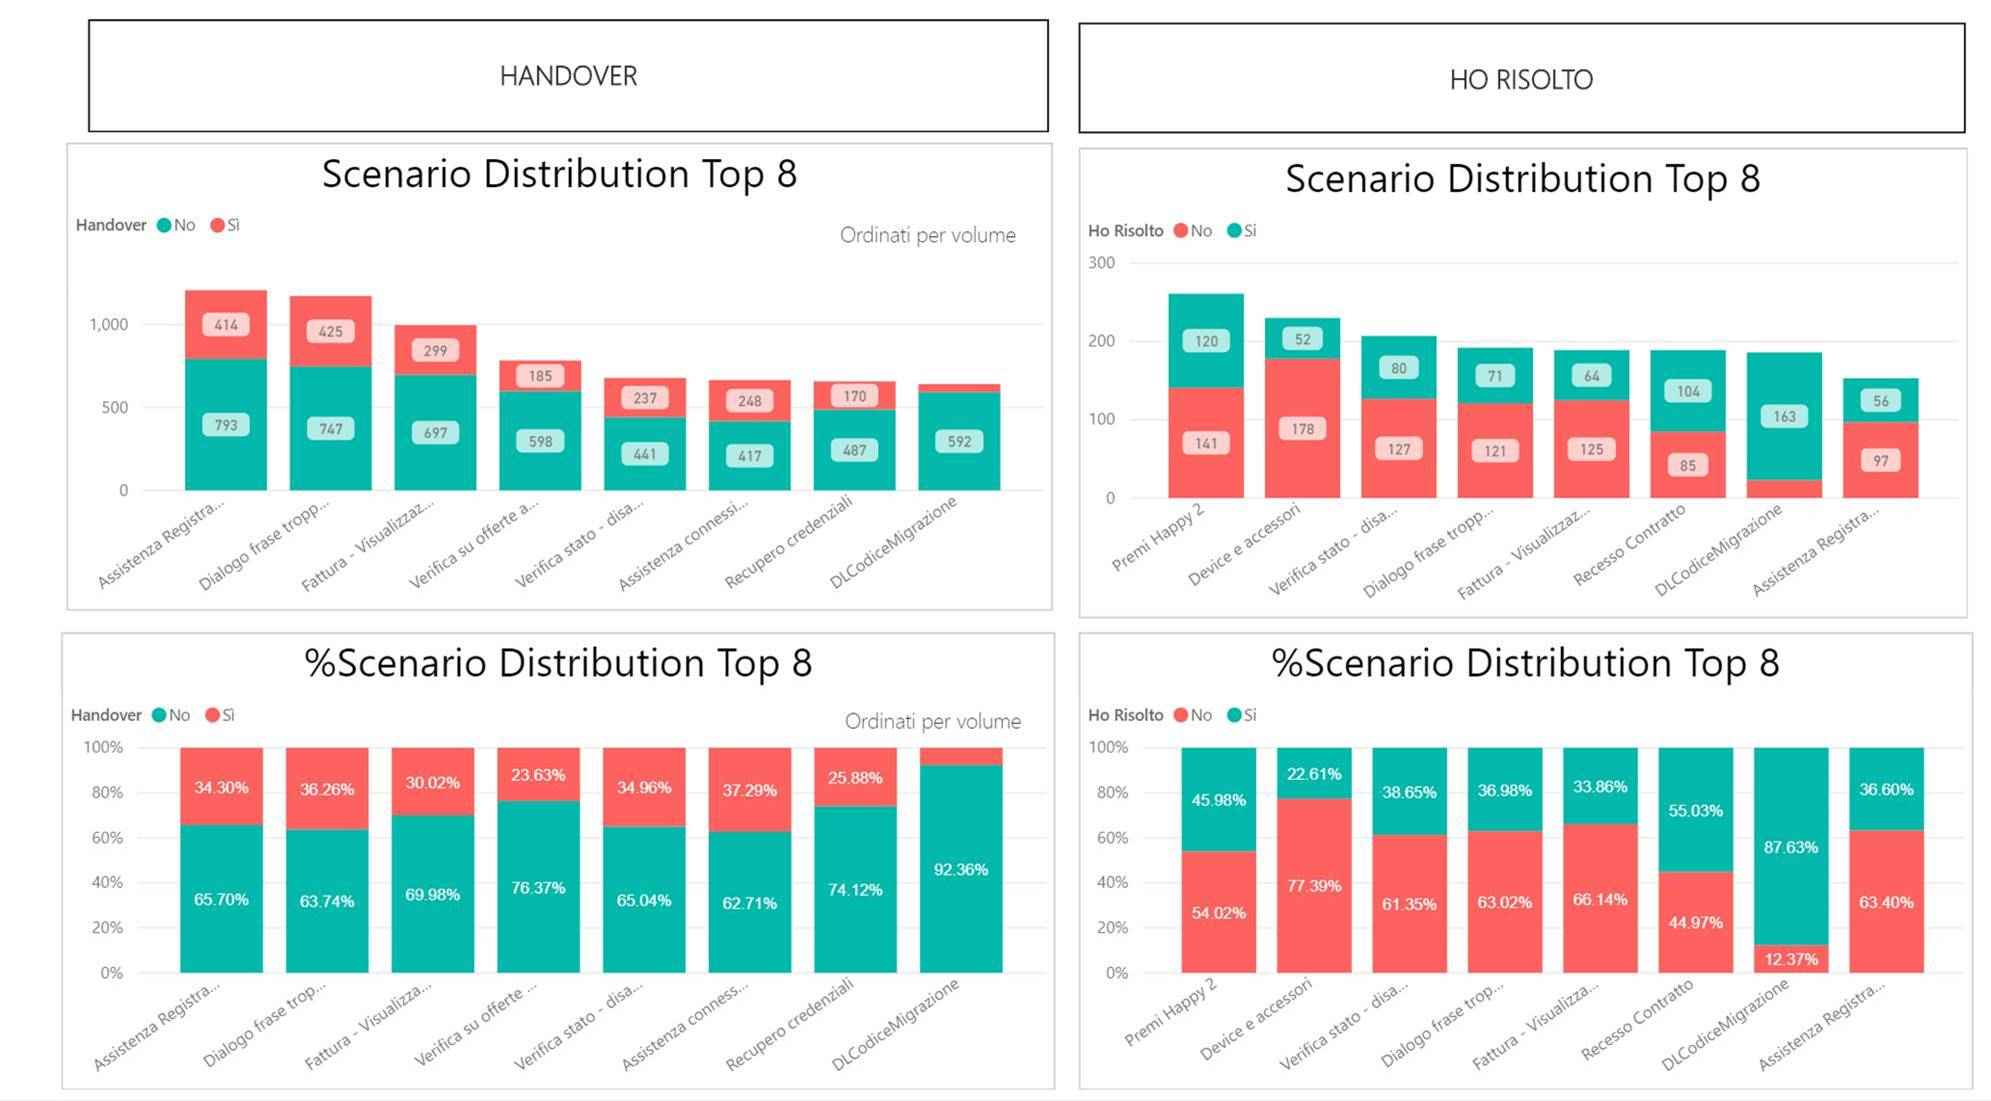 HANDOVER
HO RISOLTO
Scenario Distribution Top 8
Handover No Sì
Ordinati per volume
1,000
500
0
414
425
299
185
237
248
170
793
747
697
598
441
417
487
592
Assistenza Registra...
Dialogo frase tropp...
Fattura - Visualizzaz...
Verifica su offerte a...
Verifica stato - disa...
Assistenza connessi...
Recupero credenziali
DLCodiceMigrazione
Scenario Distribution Top 8
Ho Risolto No Si
300
200
100
0
120
52
80
71
64
104
163
56
141
178
127
121
125
85
97
Premi Happy 2
Device e accessori
Verifica stato - disa...
Dialogo frase tropp...
Fattura - Visualizzaz...
Recesso Contratto
DLCodiceMigrazione
Assistenza Registra...
%Scenario Distribution Top 8
Handover No Sì
Ordinati per volume
100%
80%
60%
40%
20%
0%
34.30%
36.26%
30.02%
23.63%
34.96%
37.29%
25.88%
65.70%
63.74%
69.98%
76.37%
65.04%
62.71%
74.12%
92.36%
Assistenza Registra...
Dialogo frase trop...
Fattura - Visualizza...
Verifica su offerte ...
Verifica stato - disa...
Assistenza conness...
Recupero credenziali
DLCodiceMigrazione
%Scenario Distribution Top 8
Ho Risolto No Si
100%
80%
60%
40%
20%
0%
45.98%
22.61%
38.65%
36.98%
33.86%
55.03%
87.63%
36.60%
54.02%
77.39%
61.35%
63.02%
66.14%
44.97%
12.37%
63.40%
Premi Happy 2
Device e accessori
Verifica stato - disa...
Dialogo frase trop...
Fattura - Visualizza...
Recesso Contratto
DLCodiceMigrazione
Assistenza Registra...